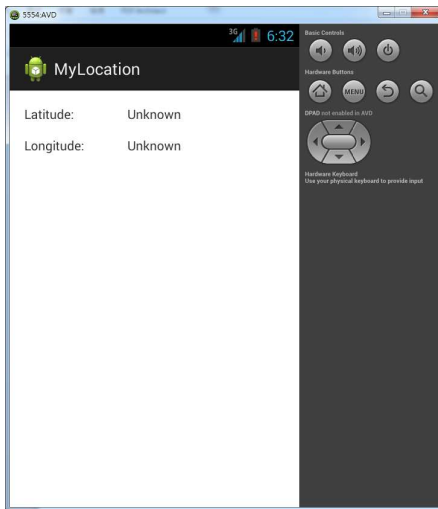 5554:AVD
3G 6:32
MyLocation
Latitude: Unknown
Longitude: Unknown
Basic Controls
Hardware Buttons
MENU
DPAD not enabled in AVD
Hardware Keyboard
Use your physical keyboard to provide input